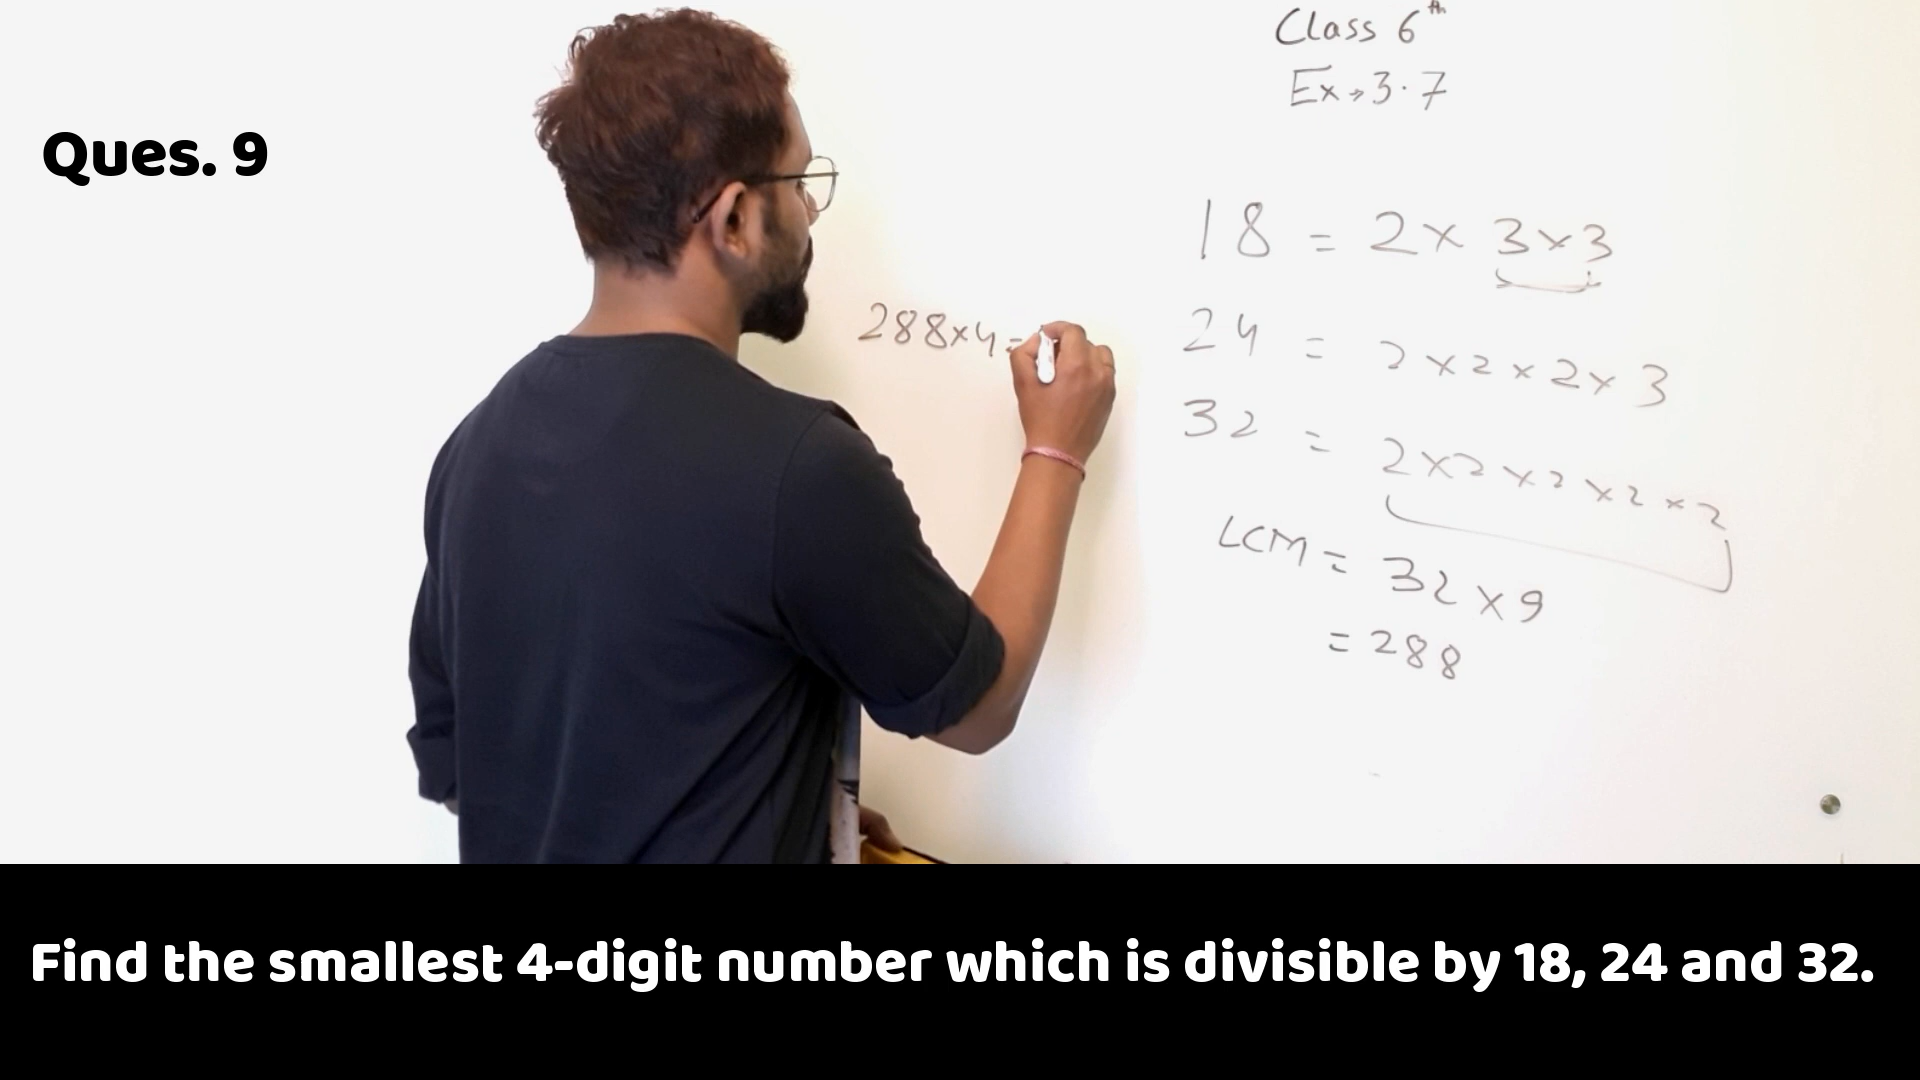 Class 6th
Ex → 3.7
Ques. 9
18 = 2 × 3 × 3
288×4=
24 = 2 × 2 × 2 × 3
32 = 2 × 2 × 2 × 2 × 2
LCM = 32 × 9
= 288
Find the smallest 4-digit number which is divisible by 18, 24 and 32.